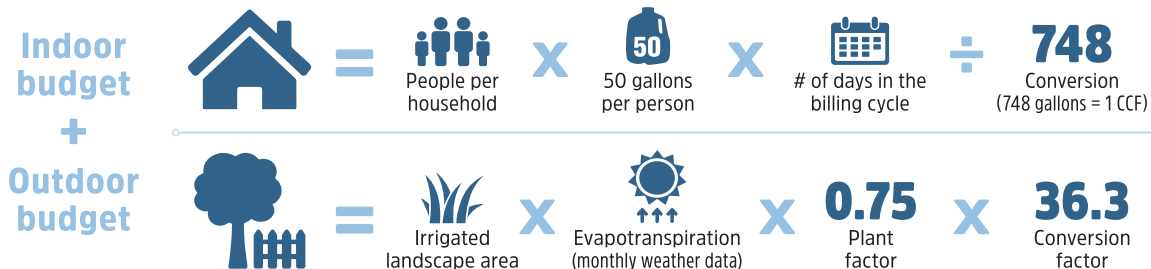 Indoor
budget
+
Outdoor
budget
=
People per
household
x
50
50 gallons
per person
x
# of days in the
billing cycle
÷
748
Conversion
(748 gallons = 1 CCF)
=
Irrigated
landscape area
x
Evapotranspiration
(monthly weather data)
x
0.75
Plant
factor
x
36.3
Conversion
factor